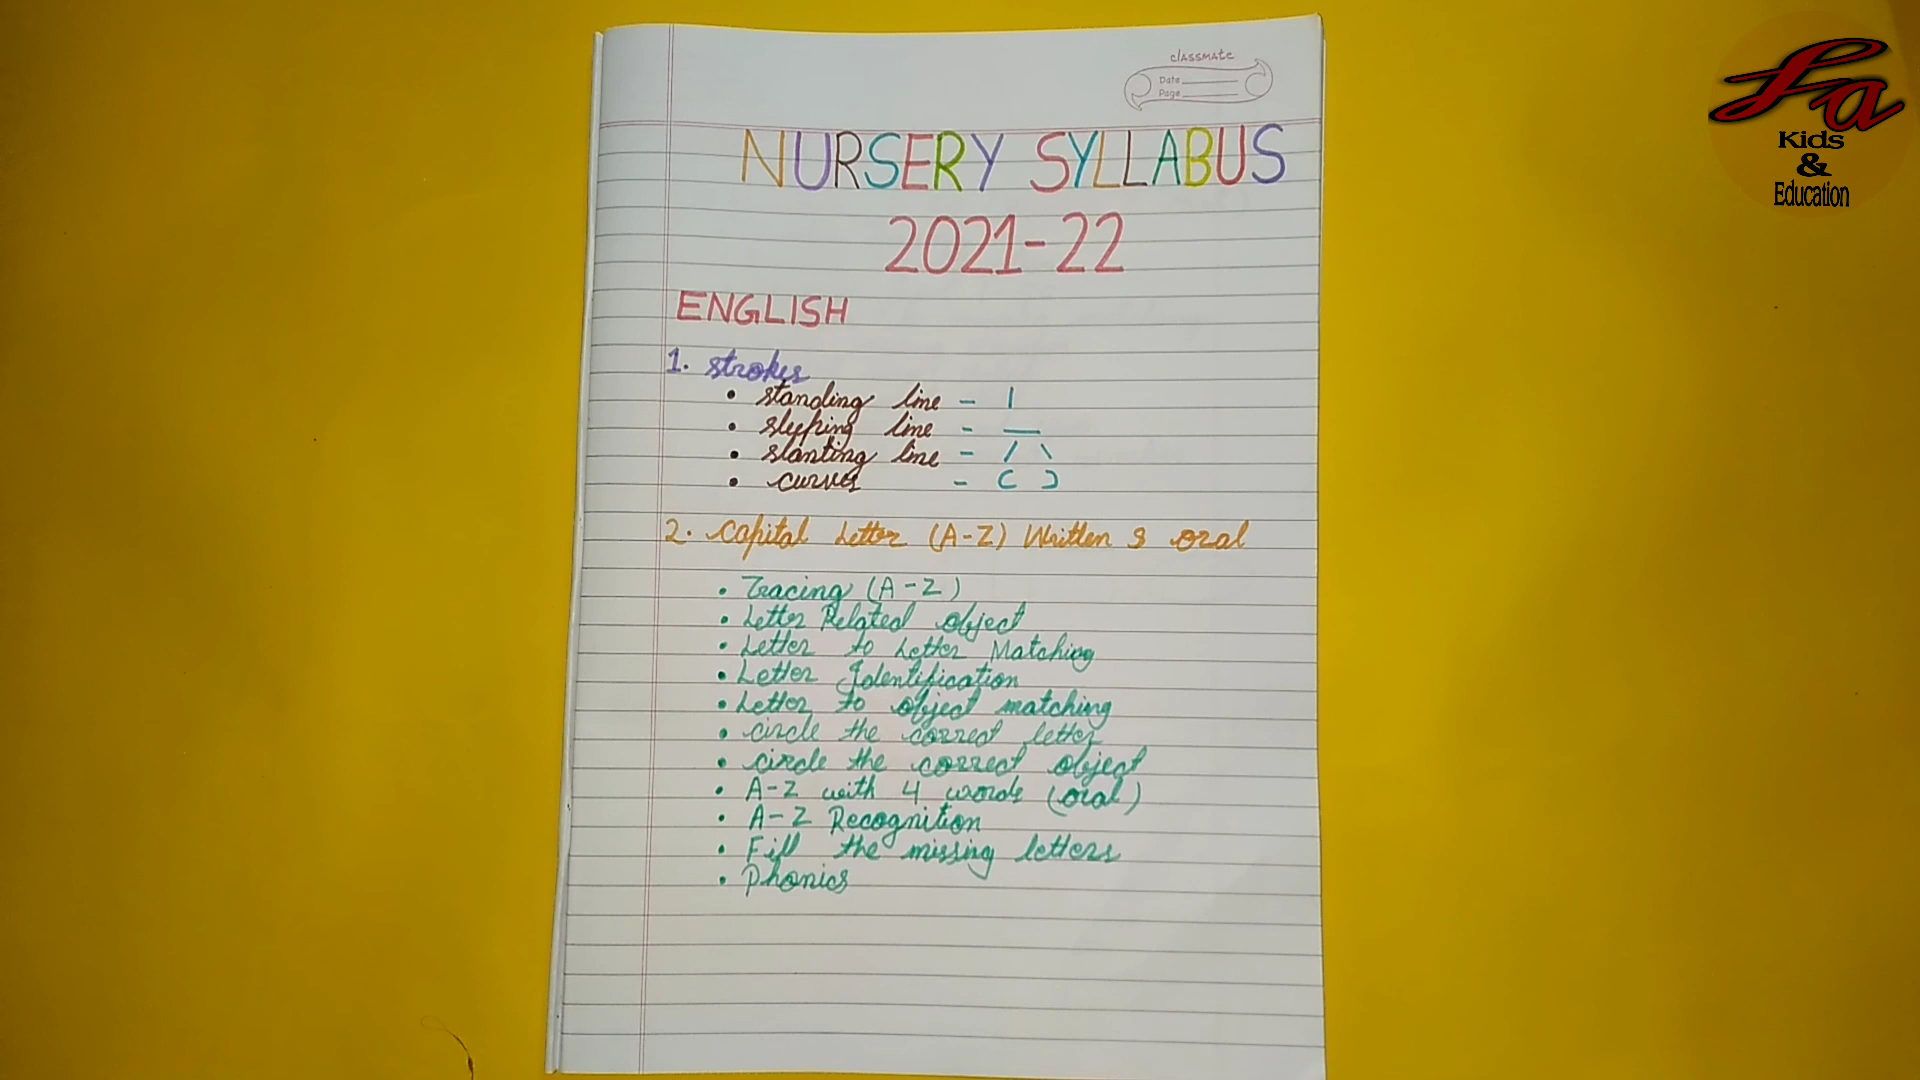 classmate
Date
Page
NURSERY SYLLABUS
2021-22
ENGLISH
1. strokes
• standing line - |
• sleeping line - —
• slanting line - / \
• curves - ( )
2. Capital Letter (A-Z) Written & oral
• Tracing (A-Z)
• Letter Related object
• Letter to Letter Matching
• Letter Identification
• Letter to object matching
• circle the correct letter
• circle the correct object
• A-Z with 4 words (oral)
• A-Z Recognition
• Fill the missing letters
• Phonics
Fa
Kids
&
Education